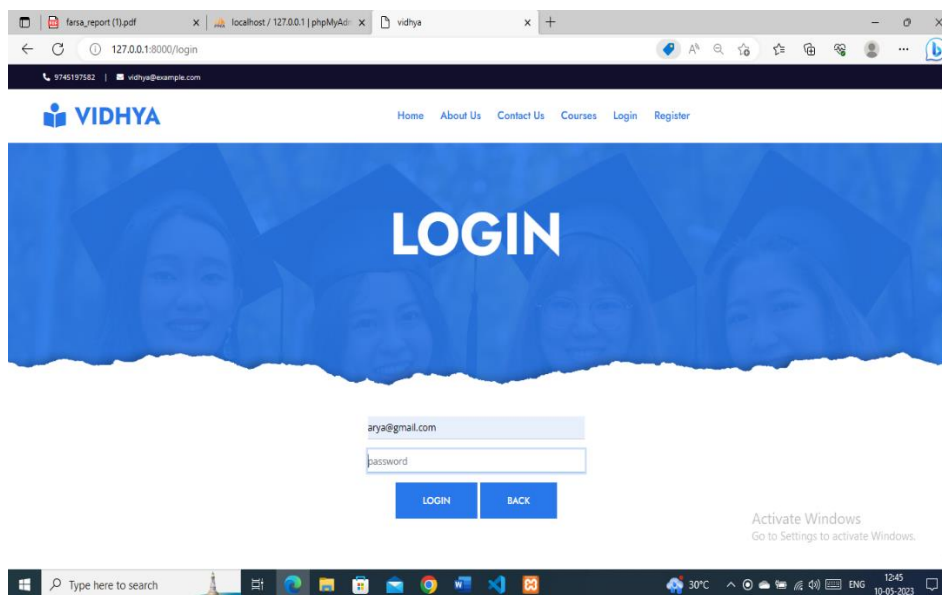 farsa_report (1).pdf
localhost / 127.0.0.1 | phpMyAdr
vidhya
127.0.0.1:8000/login
9745197582 | vidhya@example.com
VIDHYA
Home About Us Contact Us Courses Login Register
LOGIN
arya@gmail.com
password
LOGIN BACK
Activate Windows
Go to Settings to activate Windows.
Type here to search
30°C
ENG
12:45
10-05-2023